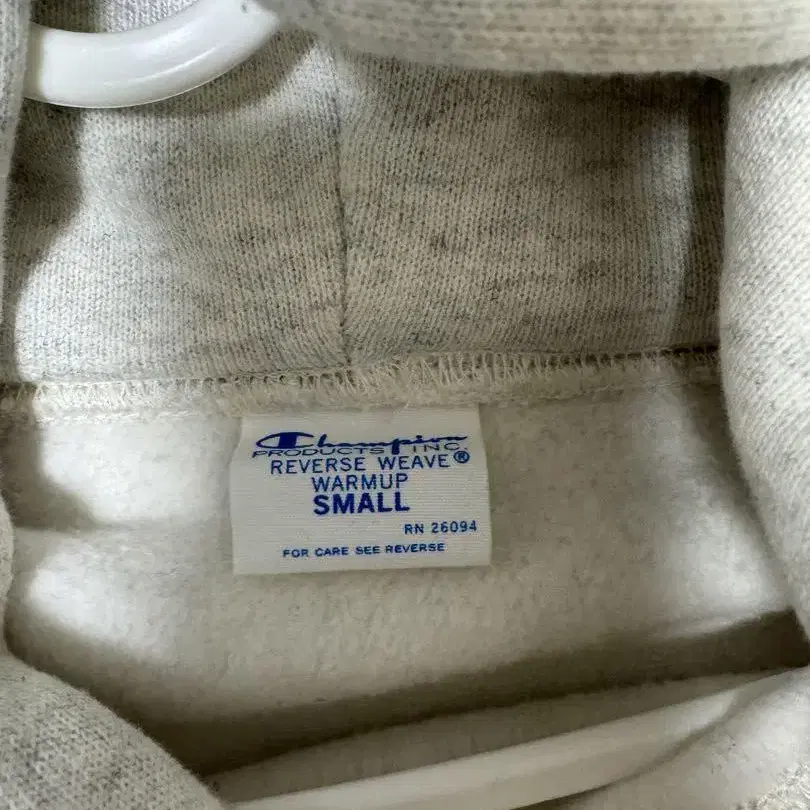 Champion
PRODUCTS INC.
REVERSE WEAVE®
WARMUP
SMALL
RN 26094
FOR CARE SEE REVERSE